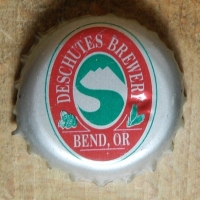 DESCHUTES BREWERY
BEND, OR